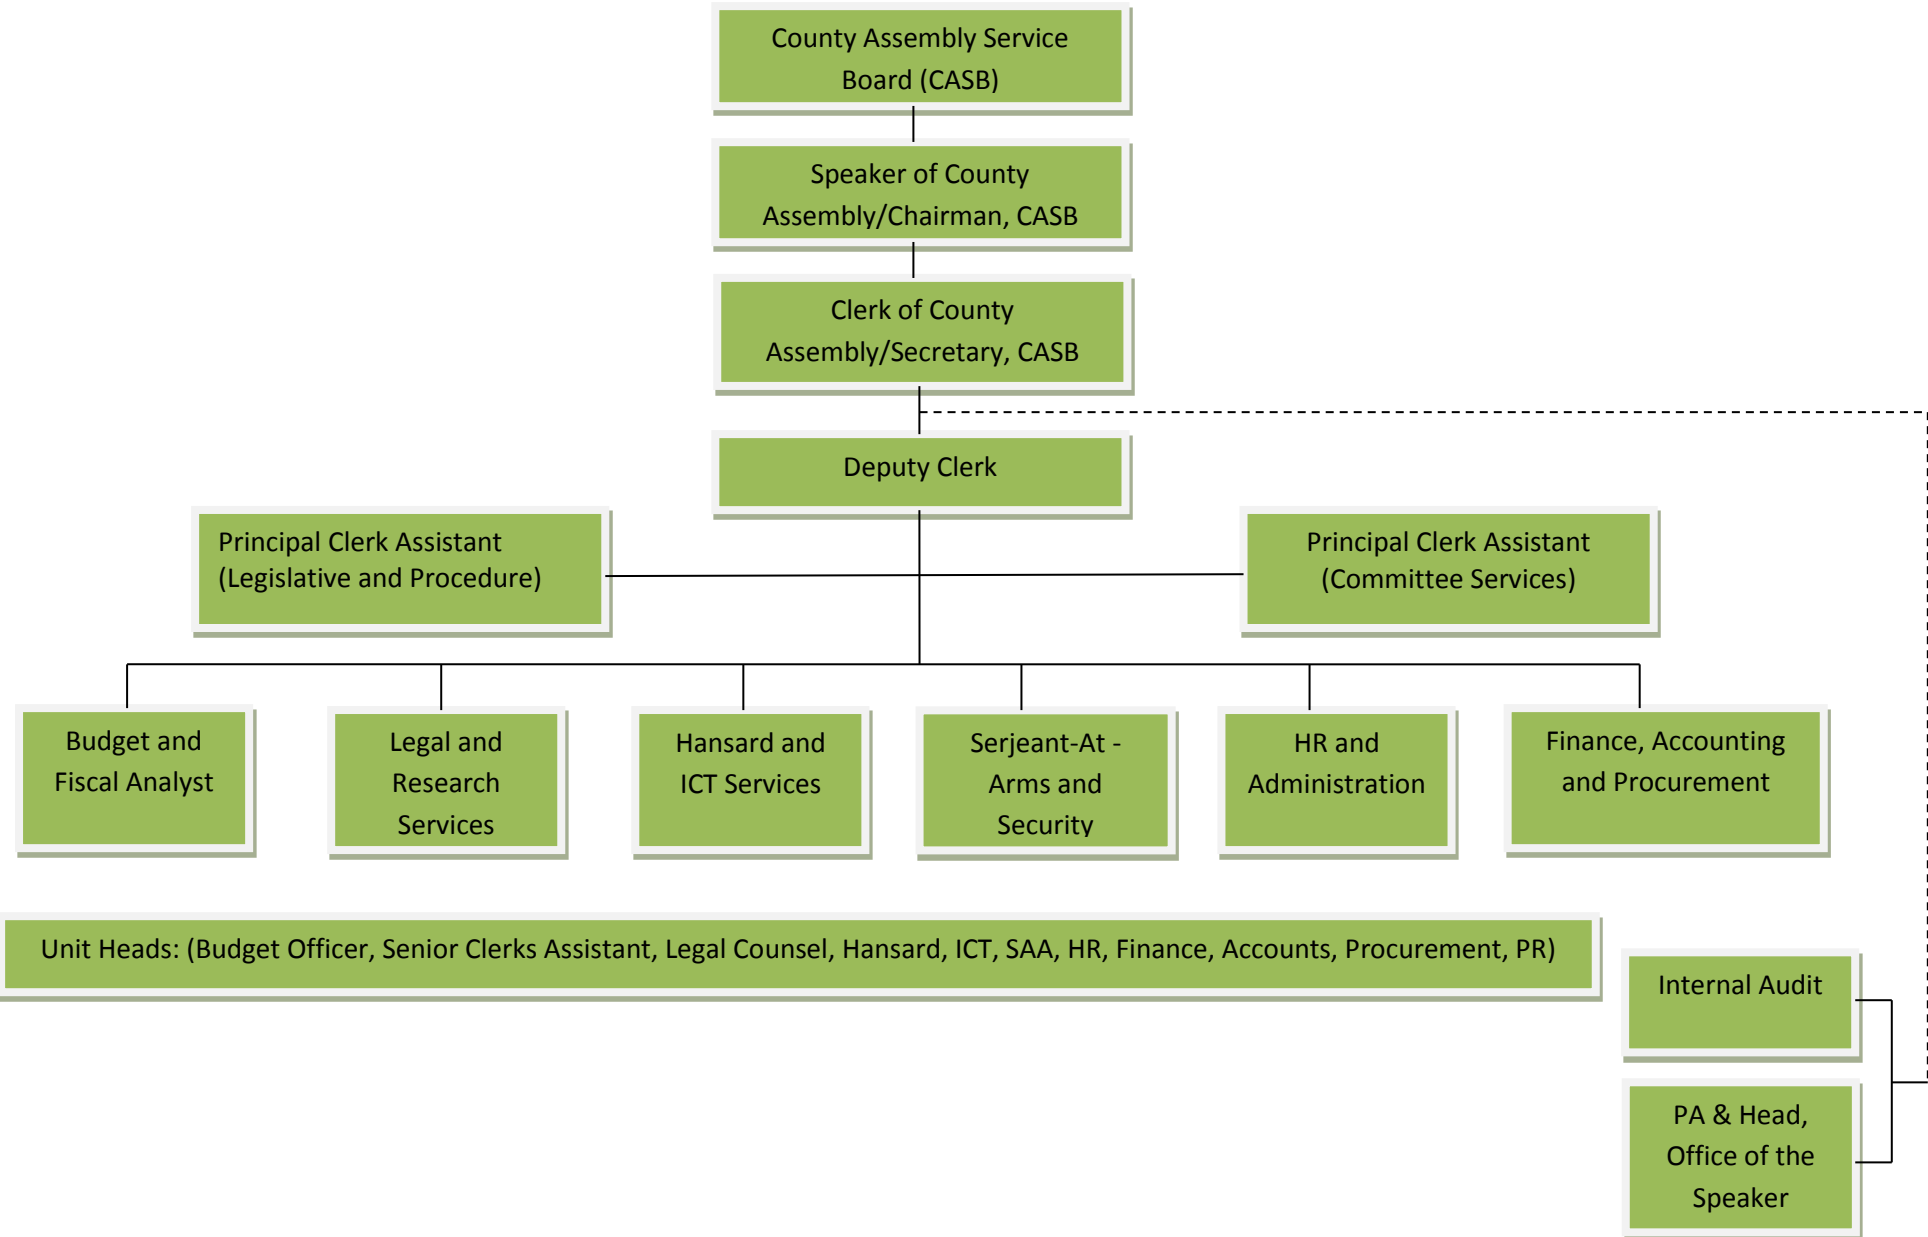 County Assembly Service
Board (CASB)
Speaker of County
Assembly/Chairman, CASB
Clerk of County
Assembly/Secretary, CASB
Deputy Clerk
Principal Clerk Assistant
(Legislative and Procedure)
Principal Clerk Assistant
(Committee Services)
Budget and
Fiscal Analyst
Legal and
Research
Services
Hansard and
ICT Services
Serjeant-At -
Arms and
Security
HR and
Administration
Finance, Accounting
and Procurement
Unit Heads: (Budget Officer, Senior Clerks Assistant, Legal Counsel, Hansard, ICT, SAA, HR, Finance, Accounts, Procurement, PR)
Internal Audit
PA & Head,
Office of the
Speaker